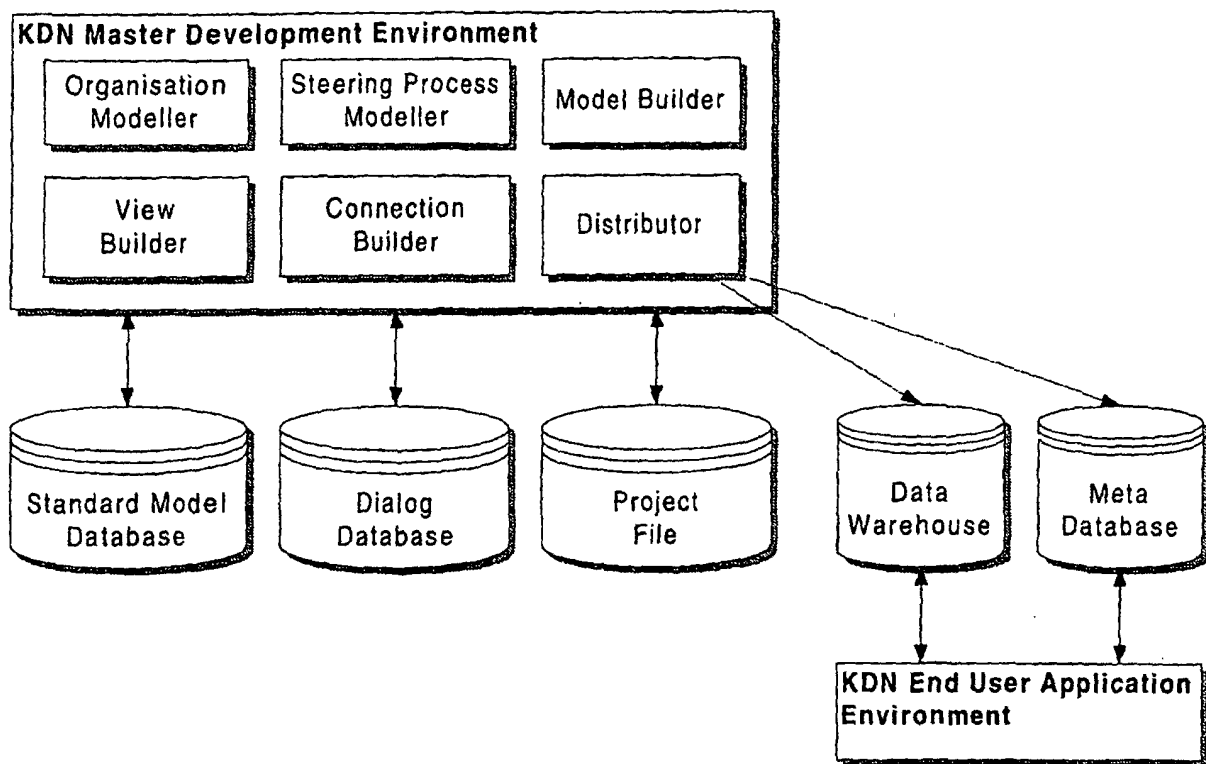 KDN Master Development Environment
Organisation
Modeller
Steering Process
Modeller
Model Builder
View
Builder
Connection
Builder
Distributor
Standard Model
Database
Dialog
Database
Project
File
Data
Warehouse
Meta
Database
KDN End User Application
Environment